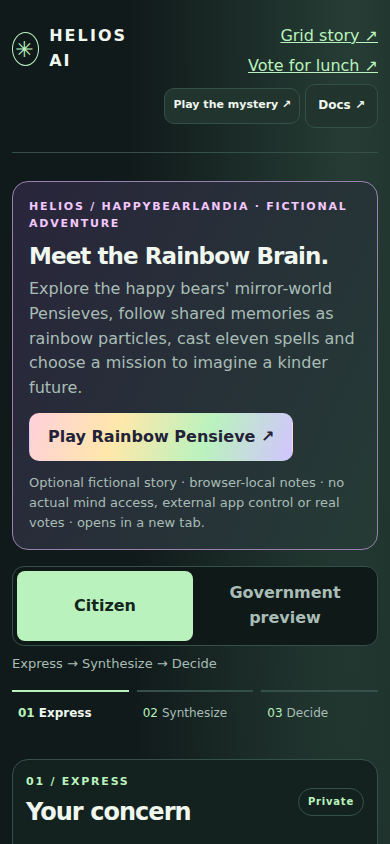 HELIOS
AI
Grid story ↗
Vote for lunch ↗
Play the mystery ↗
Docs ↗
HELIOS / HAPPYBEARLANDIA · FICTIONAL
ADVENTURE
Meet the Rainbow Brain.
Explore the happy bears' mirror-world
Pensieves, follow shared memories as
rainbow particles, cast eleven spells and
choose a mission to imagine a kinder
future.
Play Rainbow Pensieve ↗
Optional fictional story · browser-local notes · no
actual mind access, external app control or real
votes · opens in a new tab.
Citizen
Government
preview
Express → Synthesize → Decide
01 Express
02 Synthesize
03 Decide
01 / EXPRESS
Your concern
Private